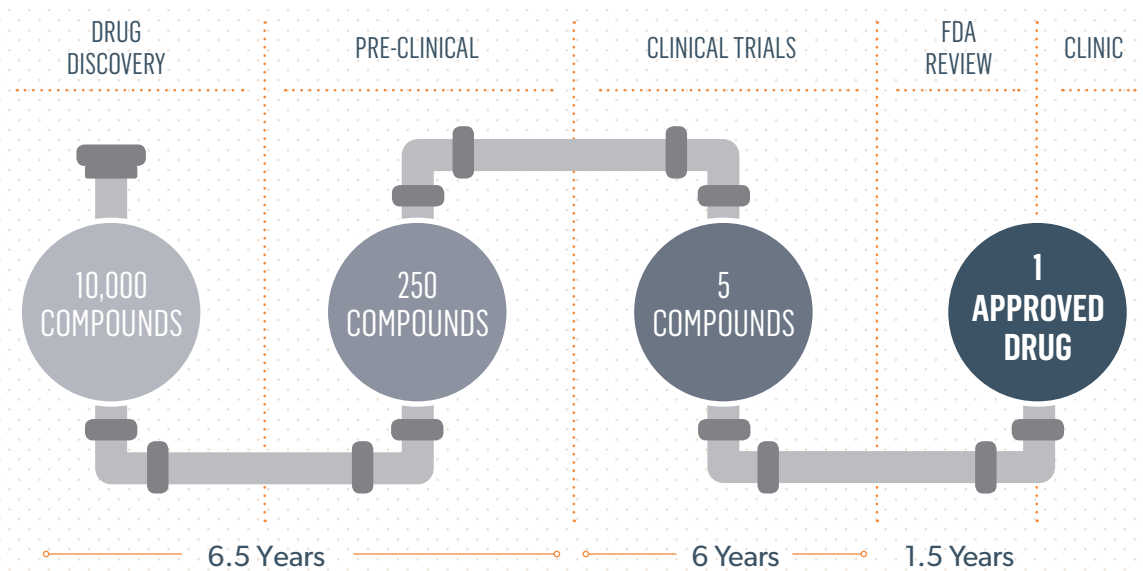 DRUG
DISCOVERY
PRE-CLINICAL
CLINICAL TRIALS
FDA
REVIEW
CLINIC
10,000
COMPOUNDS
250
COMPOUNDS
5
COMPOUNDS
1
APPROVED
DRUG
6.5 Years
6 Years
1.5 Years